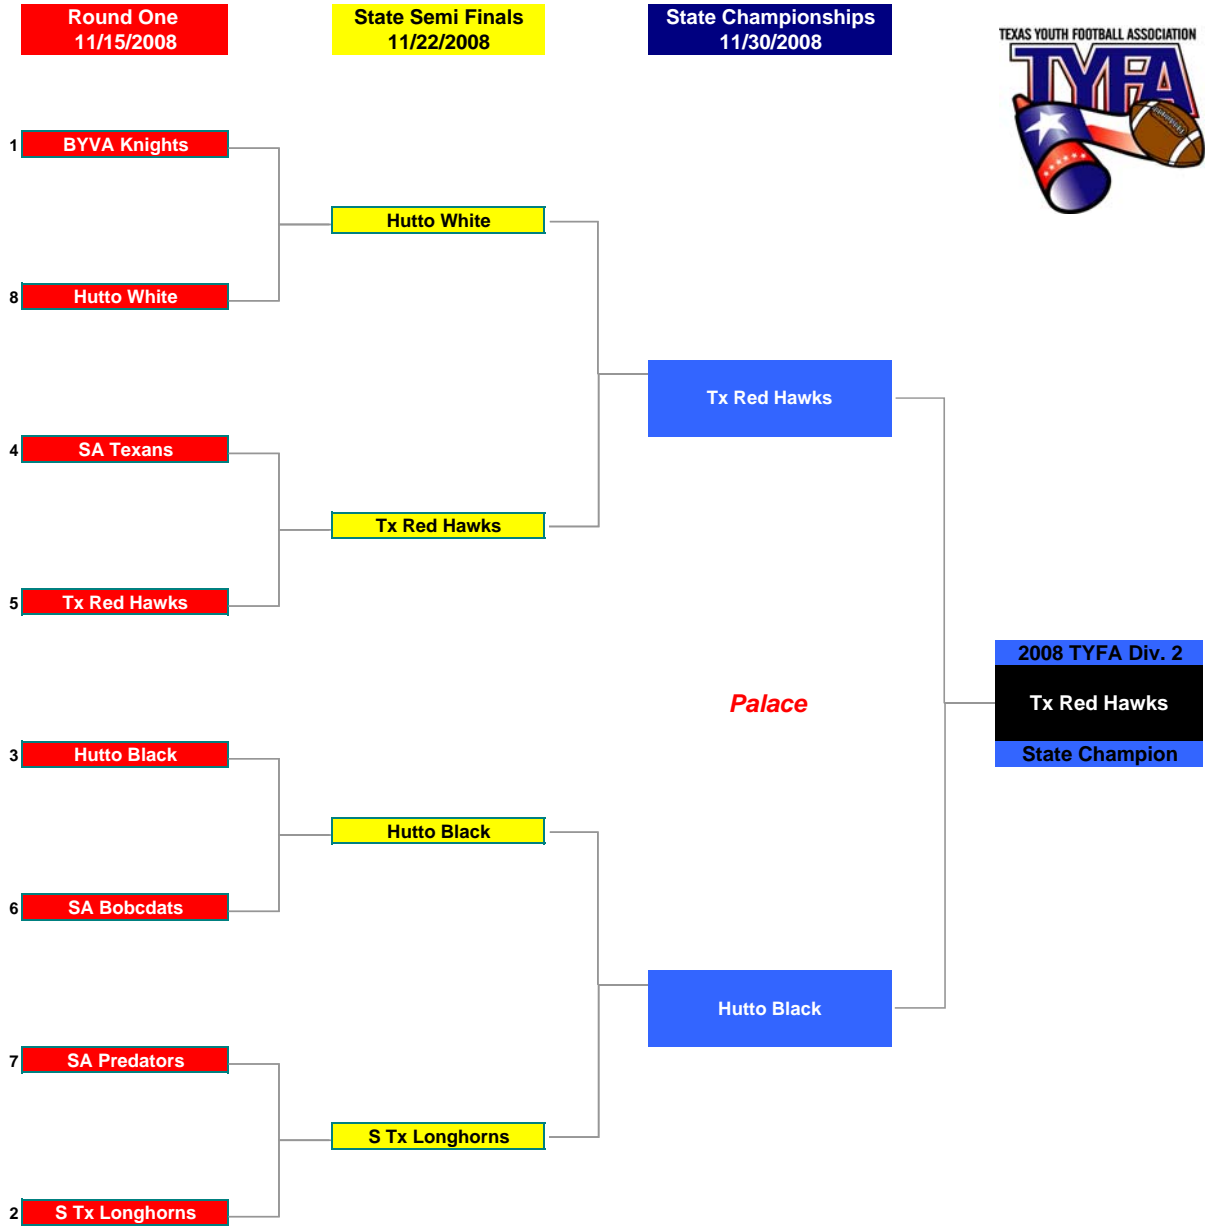 Round One
11/15/2008
State Semi Finals
11/22/2008
State Championships
11/30/2008
TEXAS YOUTH FOOTBALL ASSOCIATION
TYFA
1 BYVA Knights
Hutto White
8 Hutto White
Tx Red Hawks
4 SA Texans
Tx Red Hawks
5 Tx Red Hawks
2008 TYFA Div. 2
Palace
Tx Red Hawks
State Champion
3 Hutto Black
Hutto Black
6 SA Bobcdats
Hutto Black
7 SA Predators
S Tx Longhorns
2 S Tx Longhorns